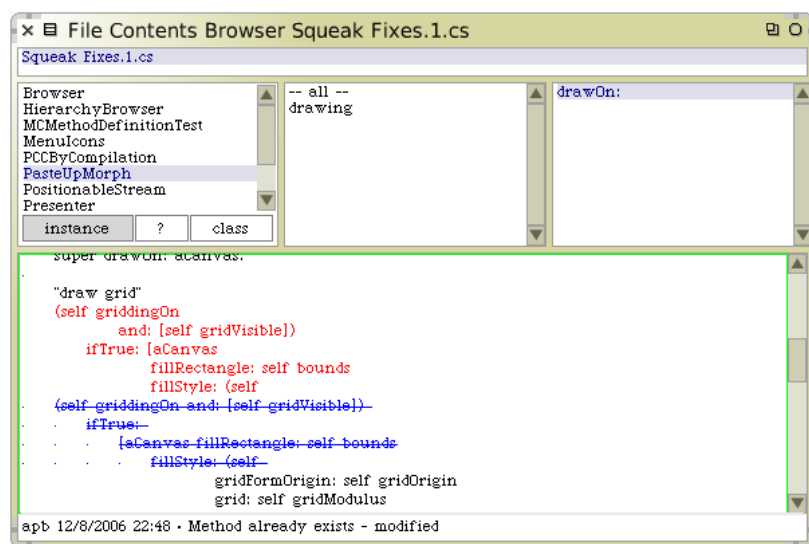 File Contents Browser Squeak Fixes.1.cs
Squeak Fixes.1.cs
Browser
HierarchyBrowser
MCMethodDefinitionTest
MenuIcons
PCCByCompilation
PasteUpMorph
PositionableStream
Presenter
instance ? class
-- all --
drawing
drawOn:
super drawOn: aCanvas.
"draw grid"
(self griddingOn
and: [self gridVisible])
ifTrue: [aCanvas
fillRectangle: self bounds
fillStyle: (self
(self griddingOn and: [self gridVisible])
ifTrue:
[aCanvas fillRectangle: self bounds
fillStyle: (self
gridFormOrigin: self gridOrigin
grid: self gridModulus
apb 12/8/2006 22:48 · Method already exists - modified